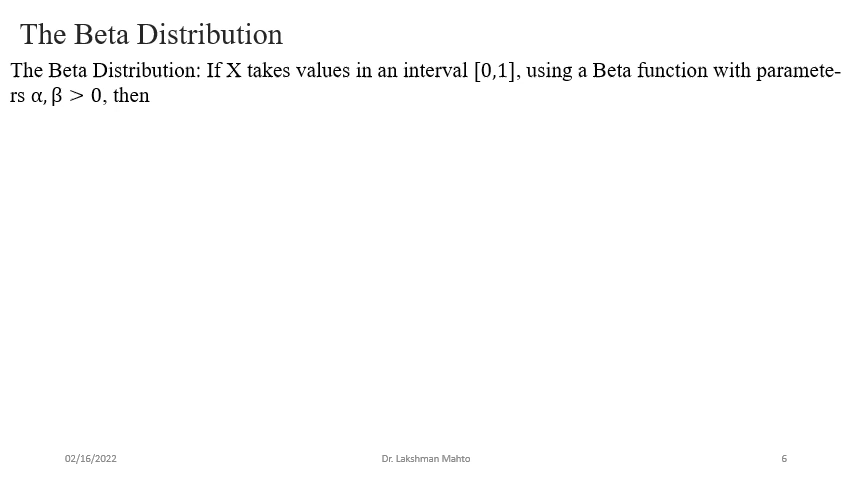 The Beta Distribution
The Beta Distribution: If X takes values in an interval [0,1], using a Beta function with paramete-
rs α, β > 0, then
02/16/2022
Dr. Lakshman Mahto
6